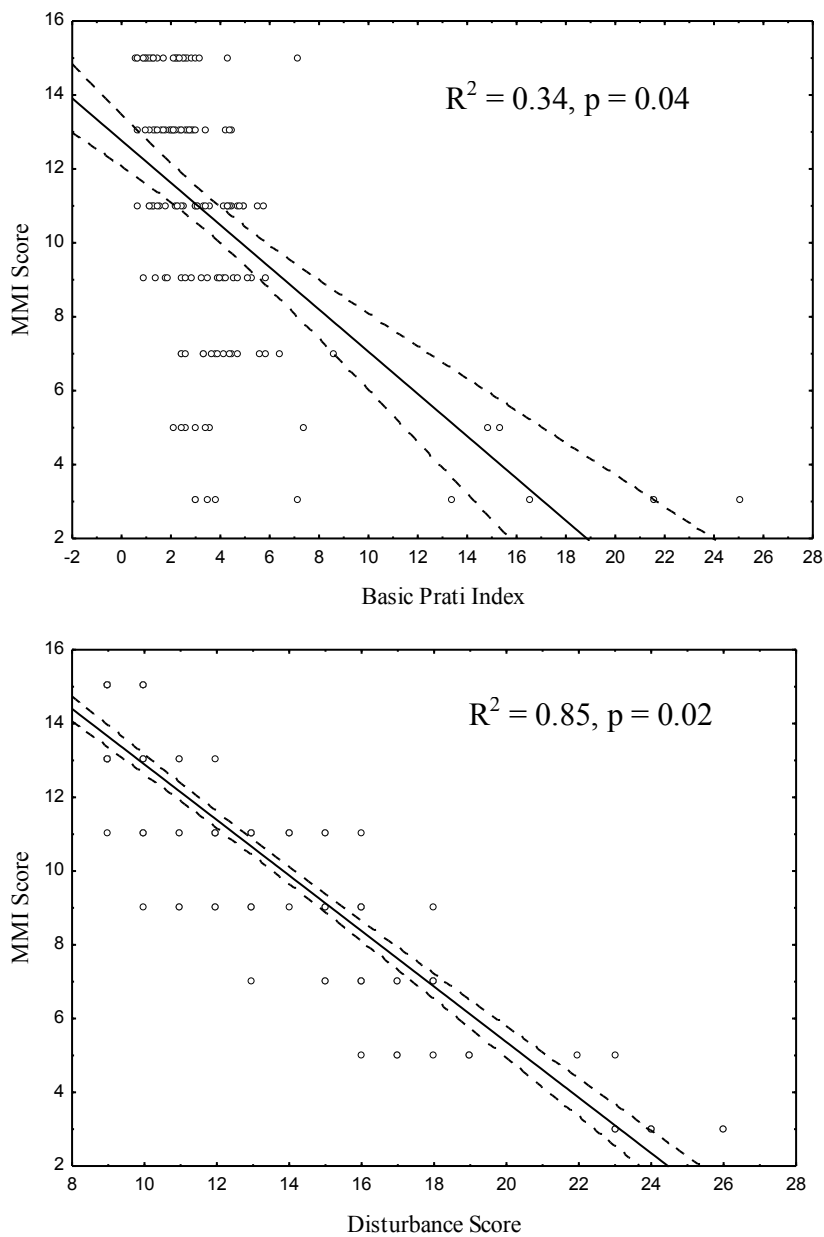 16
14
12
10
8
6
4
2
MMI Score
R² = 0.34, p = 0.04
-2 0 2 4 6 8 10 12 14 16 18 20 22 24 26 28
Basic Prati Index
16
14
12
10
8
6
4
2
MMI Score
R² = 0.85, p = 0.02
8 10 12 14 16 18 20 22 24 26 28
Disturbance Score